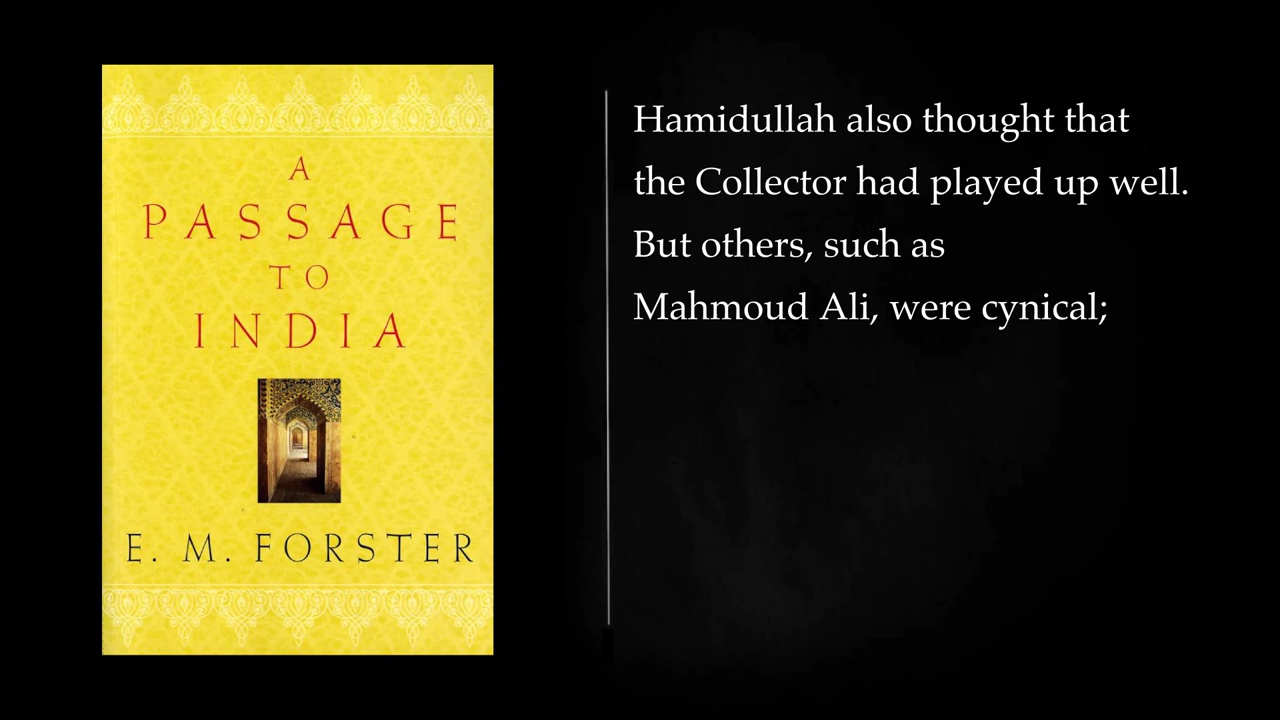 A
PASSAGE
TO
INDIA
E. M. FORSTER
Hamidullah also thought that
the Collector had played up well.
But others, such as
Mahmoud Ali, were cynical;